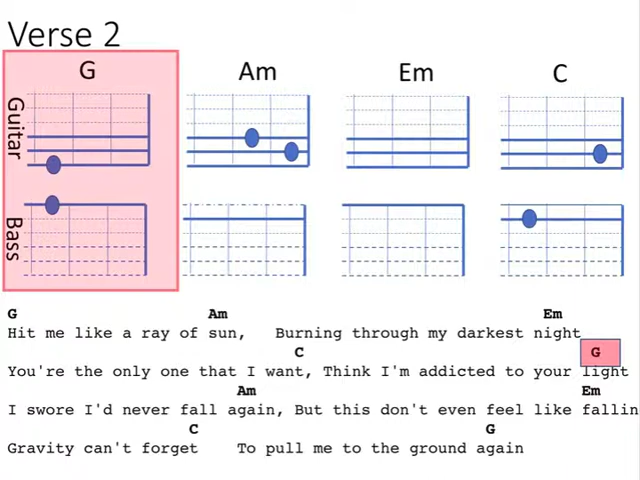 Verse 2
G Am Em C
Guitar
Bass
G Am Em
Hit me like a ray of sun, Burning through my darkest night
C G
You're the only one that I want, Think I'm addicted to your light
Am Em
I swore I'd never fall again, But this don't even feel like fallin
C G
Gravity can't forget To pull me to the ground again